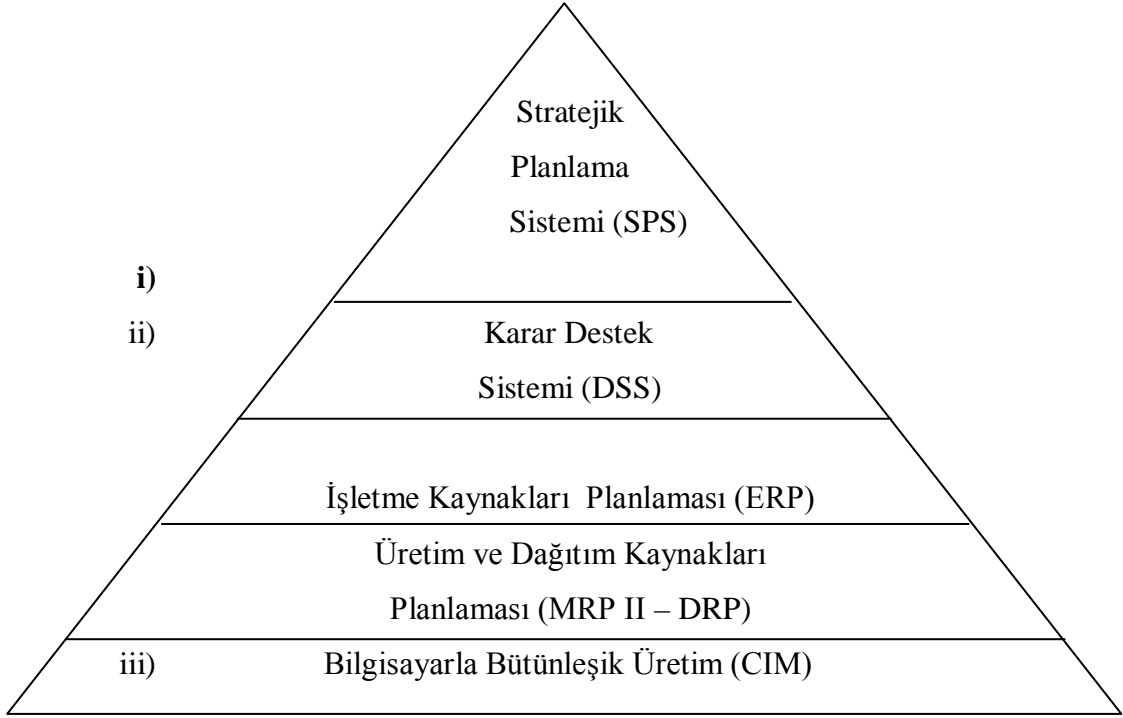 Stratejik
Planlama
Sistemi (SPS)
i)
ii) Karar Destek
Sistemi (DSS)
İşletme Kaynakları Planlaması (ERP)
Üretim ve Dağıtım Kaynakları
Planlaması (MRP II – DRP)
iii) Bilgisayarla Bütünleşik Üretim (CIM)